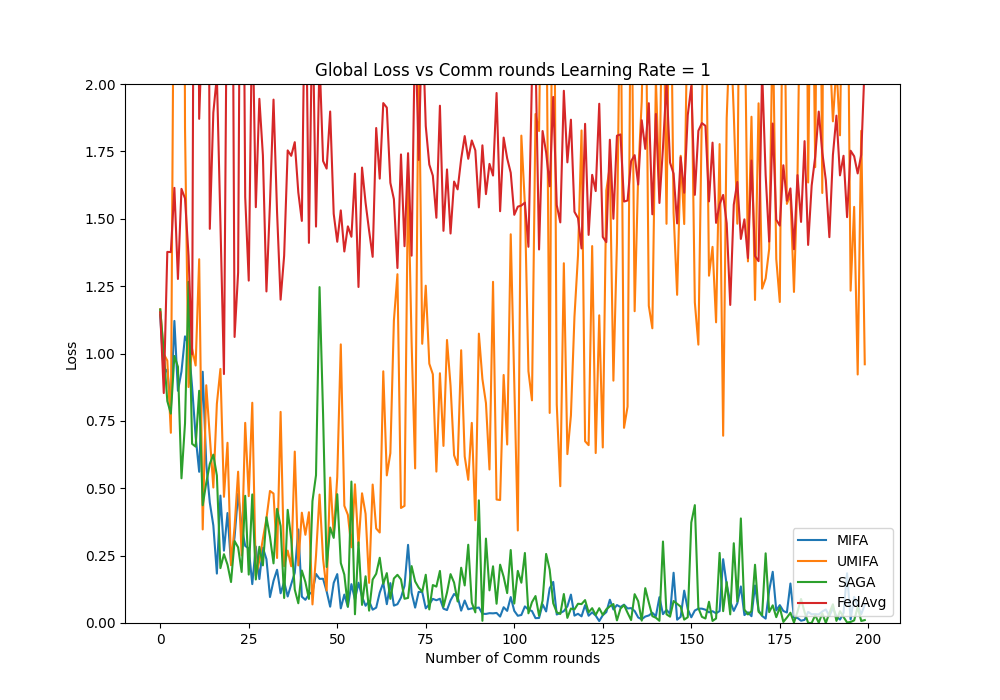 Global Loss vs Comm rounds Learning Rate = 1
Loss
2.00
1.75
1.50
1.25
1.00
0.75
0.50
0.25
0.00
MIFA
UMIFA
SAGA
FedAvg
0 25 50 75 100 125 150 175 200
Number of Comm rounds